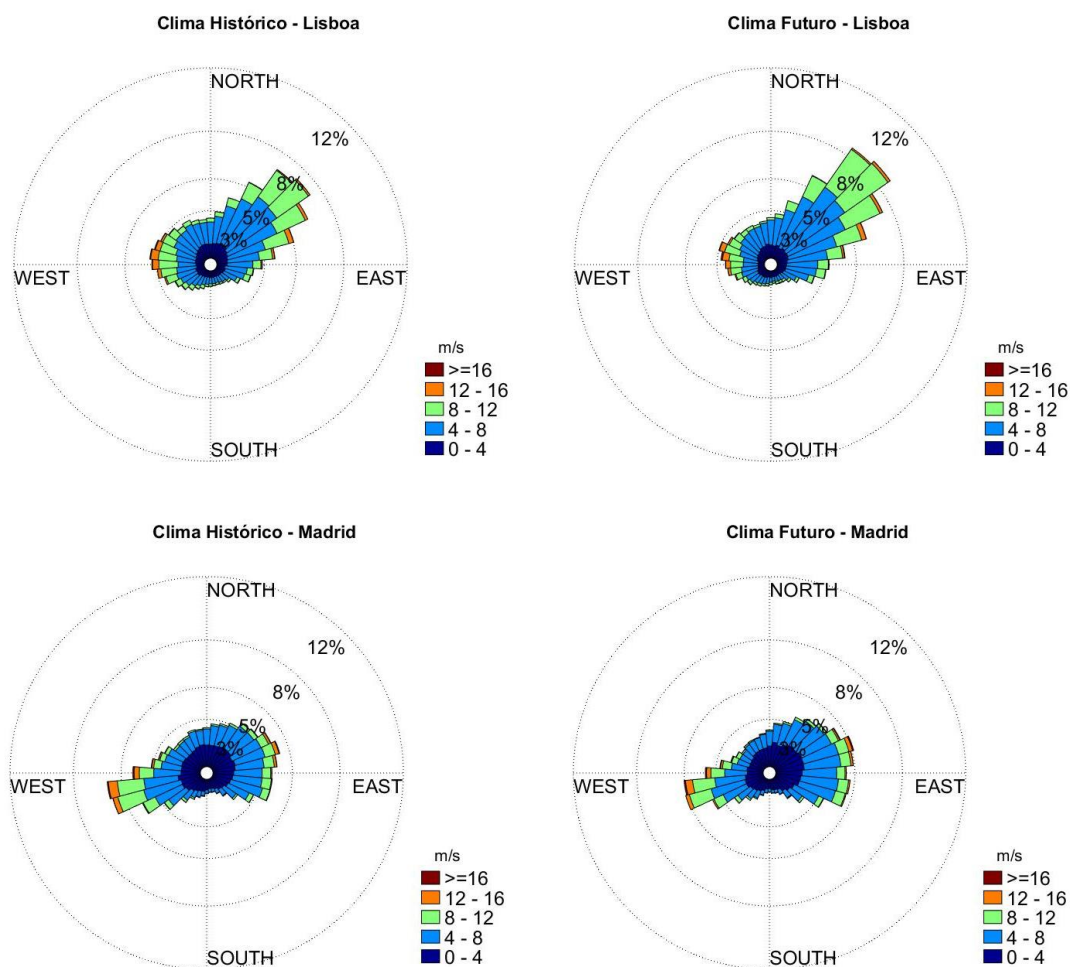 Clima Histórico - Lisboa
NORTH
12%
8%
5%
3%
WEST
EAST
SOUTH
m/s
>=16
12 - 16
8 - 12
4 - 8
0 - 4
Clima Futuro - Lisboa
NORTH
12%
8%
5%
3%
WEST
EAST
SOUTH
m/s
>=16
12 - 16
8 - 12
4 - 8
0 - 4
Clima Histórico - Madrid
NORTH
12%
8%
5%
3%
WEST
EAST
SOUTH
m/s
>=16
12 - 16
8 - 12
4 - 8
0 - 4
Clima Futuro - Madrid
NORTH
12%
8%
5%
3%
WEST
EAST
SOUTH
m/s
>=16
12 - 16
8 - 12
4 - 8
0 - 4